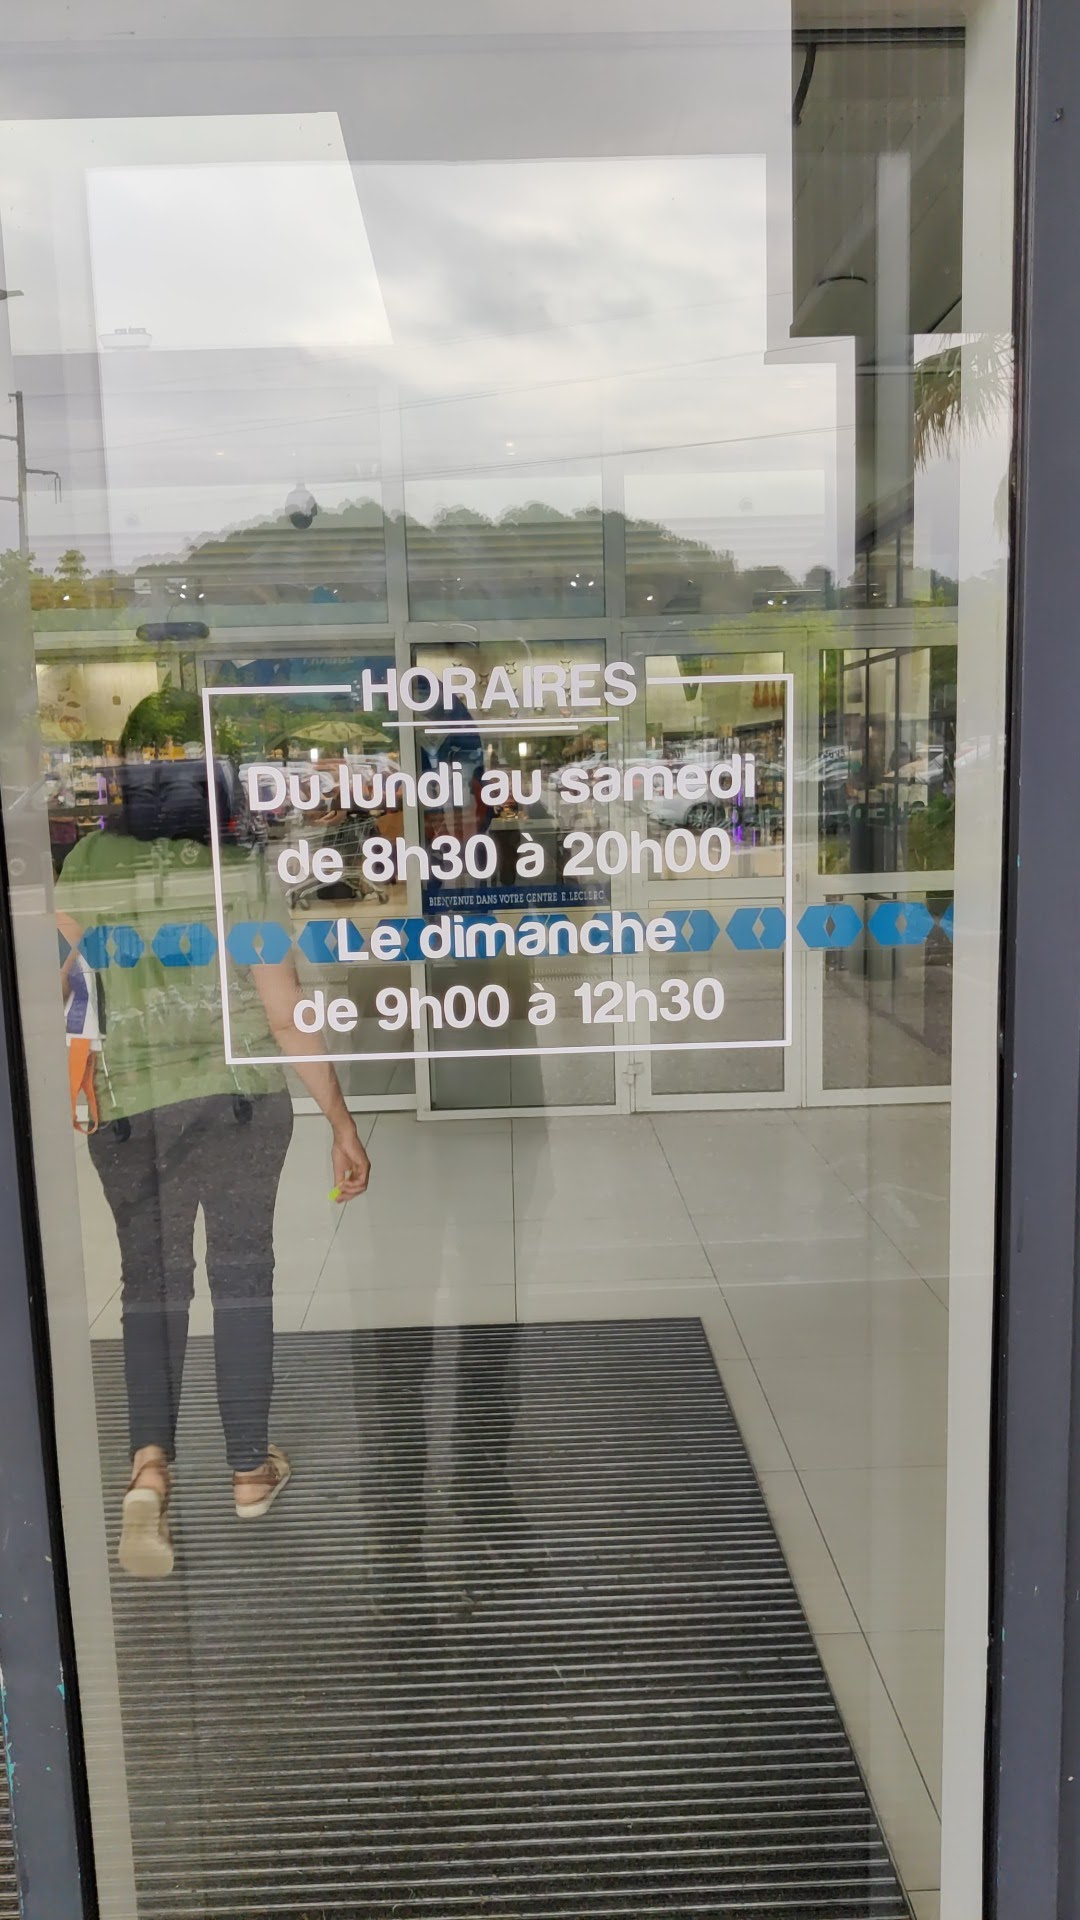 HORAIRES
Du lundi au samedi
de 8h30 à 20h00
BIENVENUE DANS VOTRE CENTRE E.LECLERC
Le dimanche
de 9h00 à 12h30